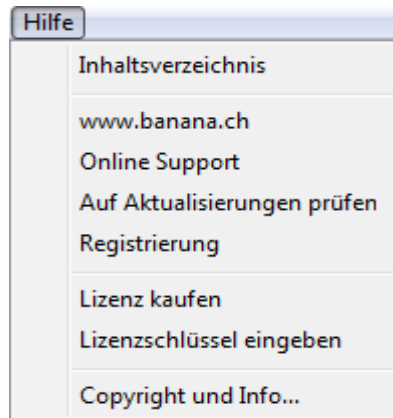 Hilfe
Inhaltsverzeichnis
www.banana.ch
Online Support
Auf Aktualisierungen prüfen
Registrierung
Lizenz kaufen
Lizenzschlüssel eingeben
Copyright und Info...